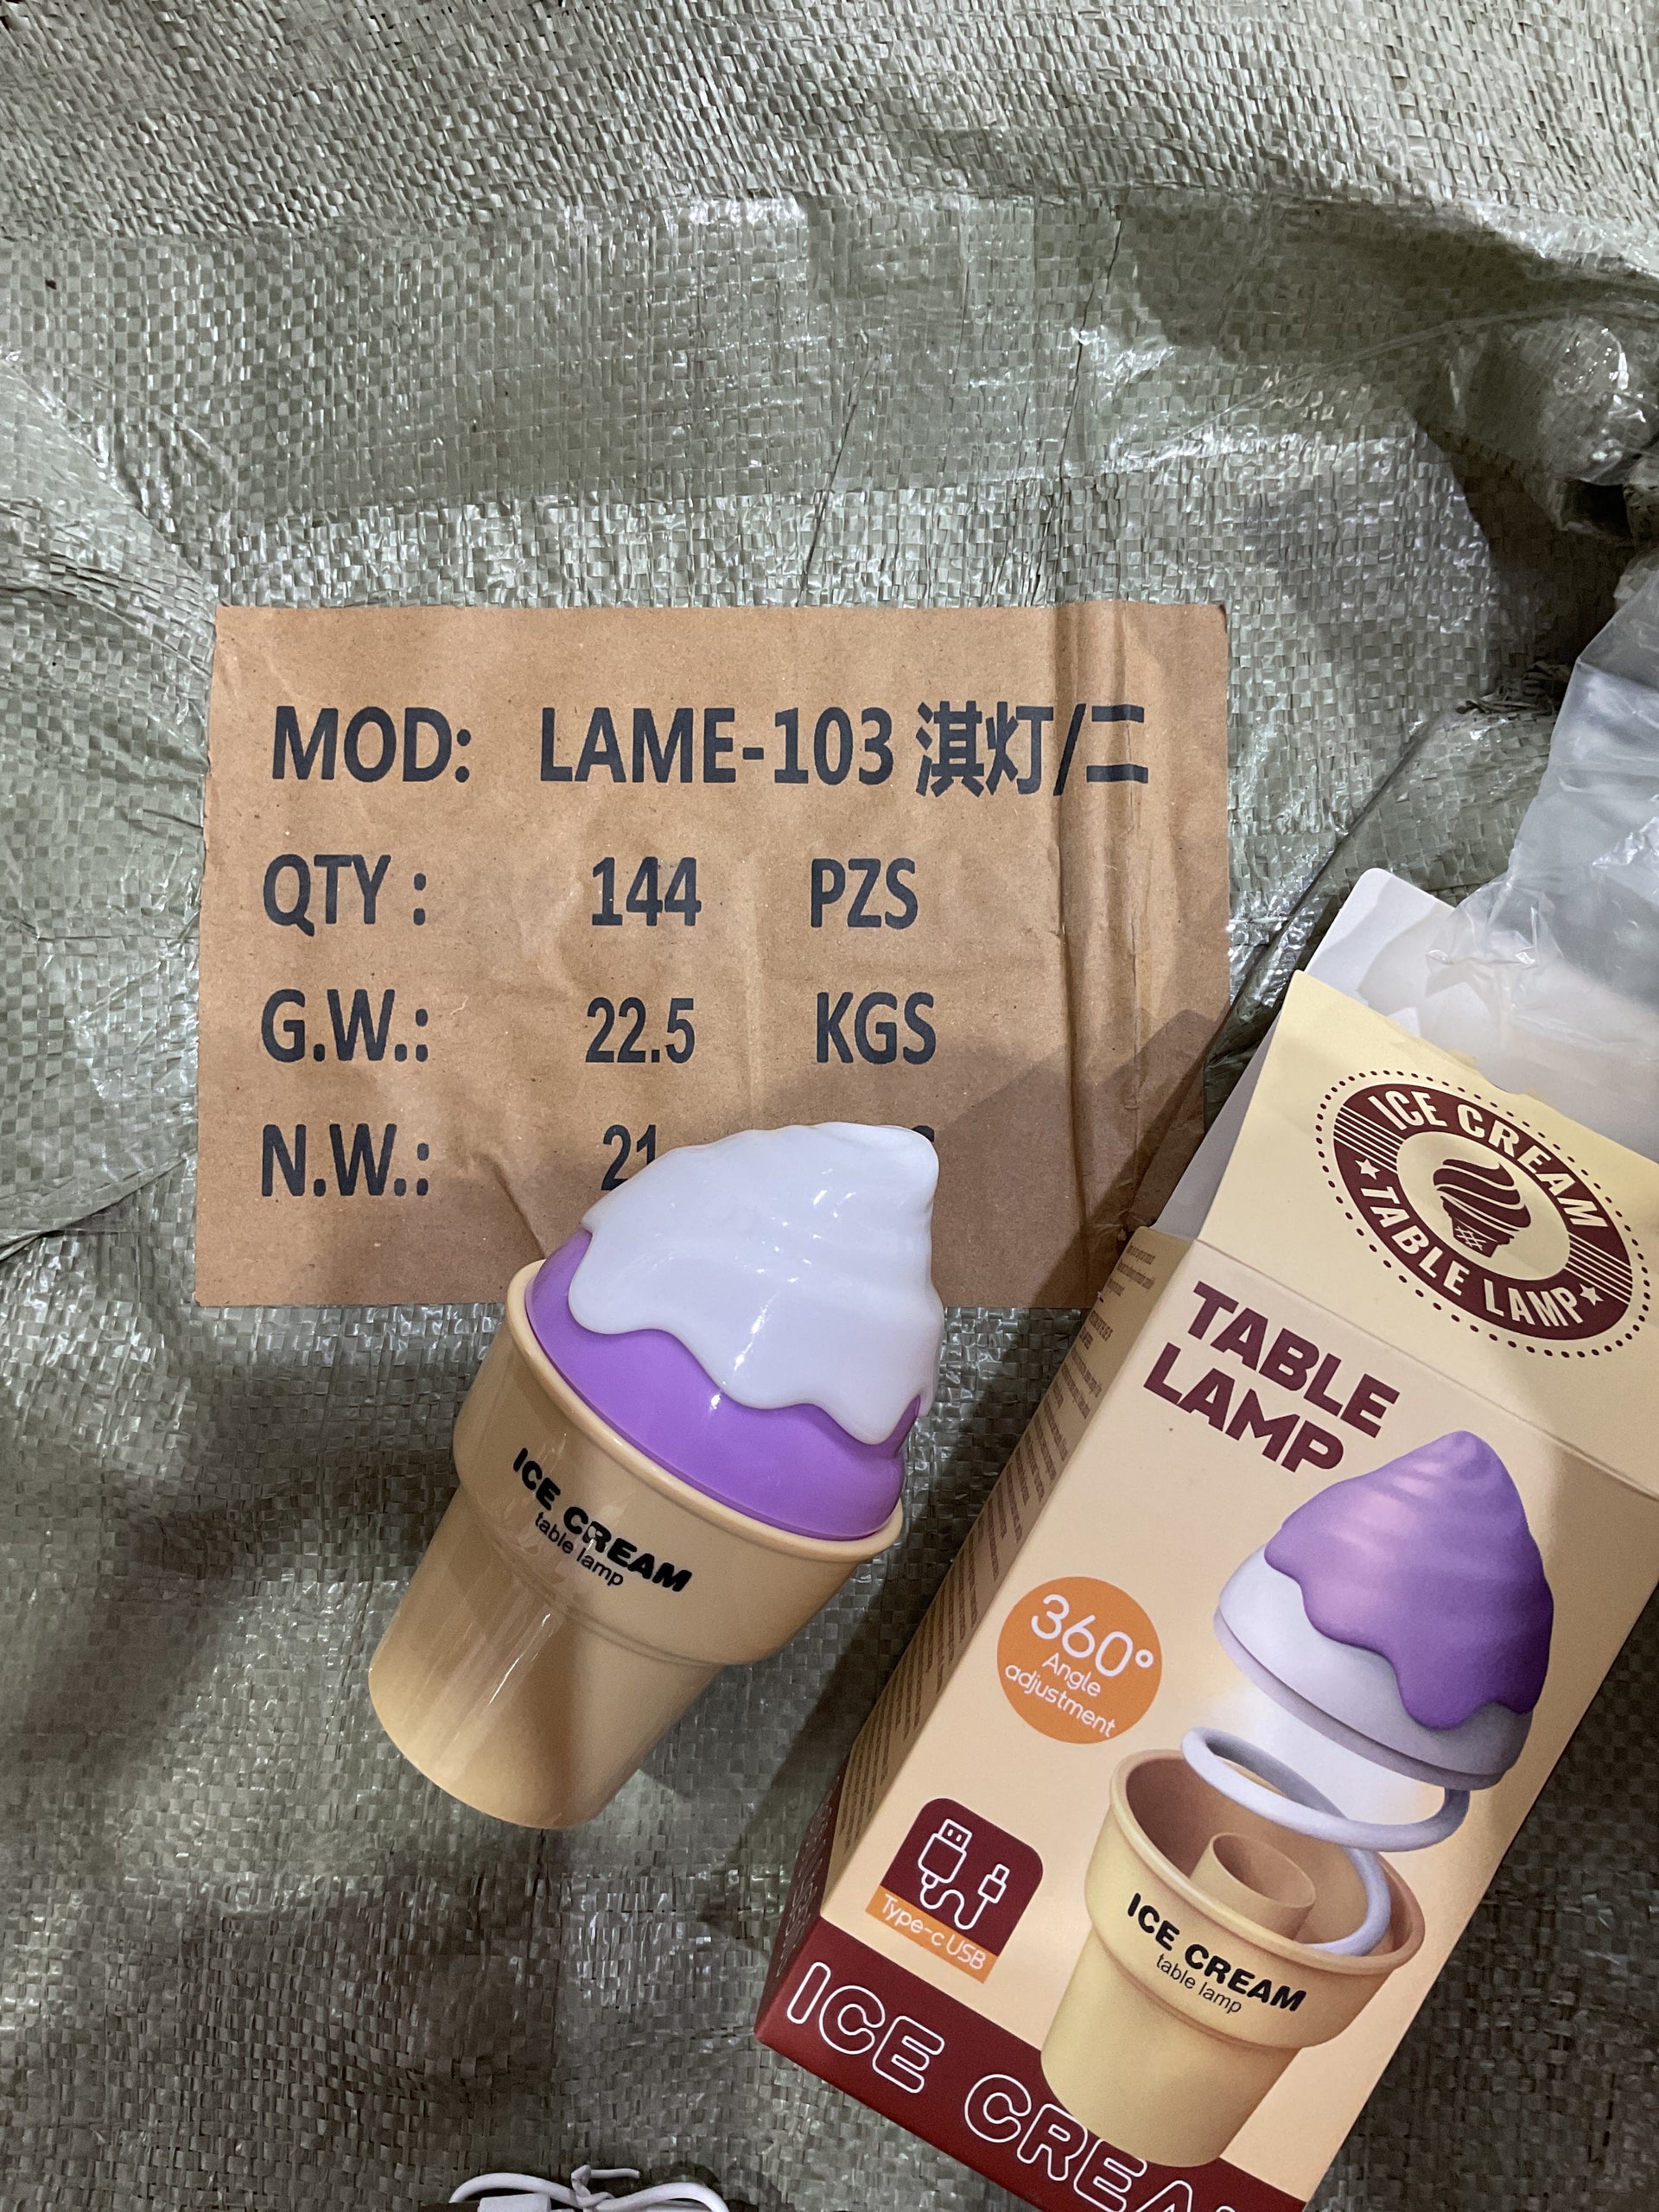 MOD: LAME-103 淇灯/二
QTY : 144 PZS
G.W.: 22.5 KGS
N.W.: 21
ICE CREAM
table lamp
ICE CREAM
TABLE LAMP
TABLE
LAMP
360°
Angle
adjustment
Type-c USB
ICE CREAM
table lamp
ICE CREA